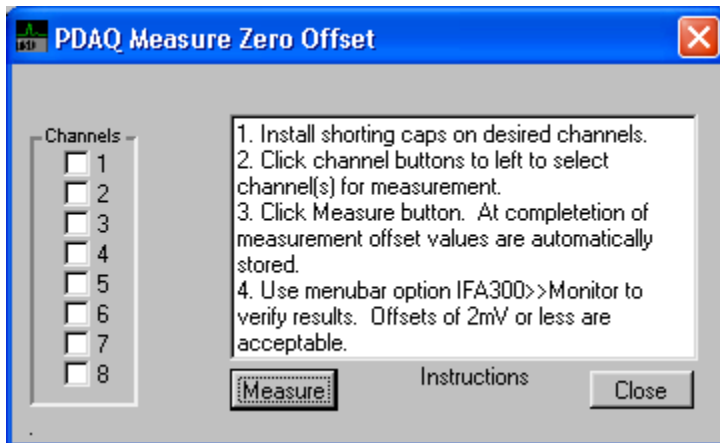 PDAQ Measure Zero Offset
Channels
1
2
3
4
5
6
7
8
1. Install shorting caps on desired channels.
2. Click channel buttons to left to select
channel(s) for measurement.
3. Click Measure button.  At completetion of
measurement offset values are automatically
stored.
4. Use menubar option IFA300>>Monitor to
verify results.  Offsets of 2mV or less are
acceptable.
Measure
Instructions
Close
.